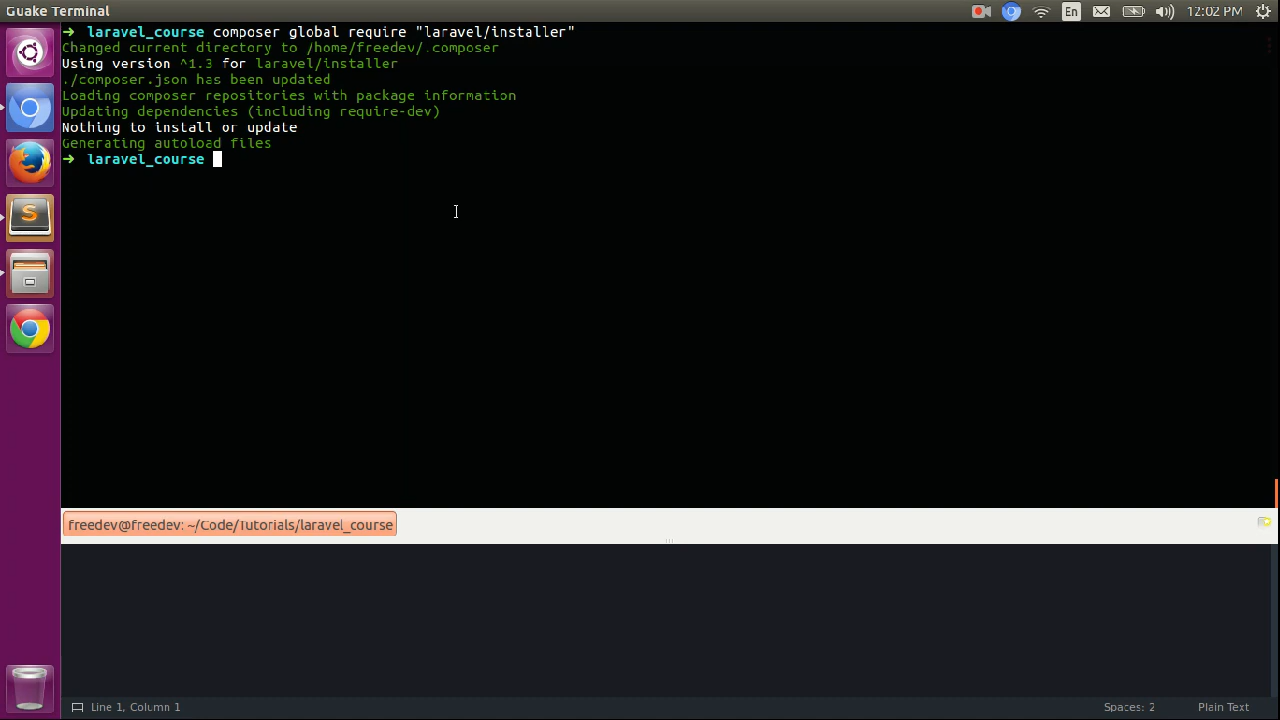 Guake Terminal
En
12:02 PM
➜ laravel_course composer global require "laravel/installer"
Changed current directory to /home/freedev/.composer
Using version ^1.3 for laravel/installer
./composer.json has been updated
Loading composer repositories with package information
Updating dependencies (including require-dev)
Nothing to install or update
Generating autoload files
➜ laravel_course
freedev@freedev: ~/Code/Tutorials/laravel_course
Line 1, Column 1
Spaces: 2
Plain Text